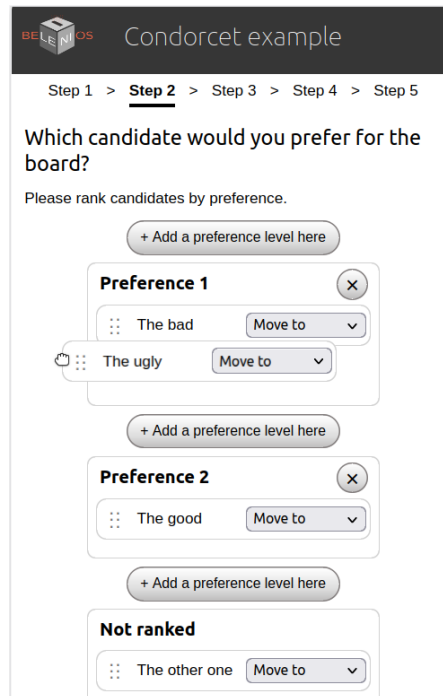 BELENIOS Condorcet example
Step 1 > Step 2 > Step 3 > Step 4 > Step 5
Which candidate would you prefer for the
board?
Please rank candidates by preference.
+ Add a preference level here
Preference 1
The bad Move to
The ugly Move to
+ Add a preference level here
Preference 2
The good Move to
+ Add a preference level here
Not ranked
The other one Move to